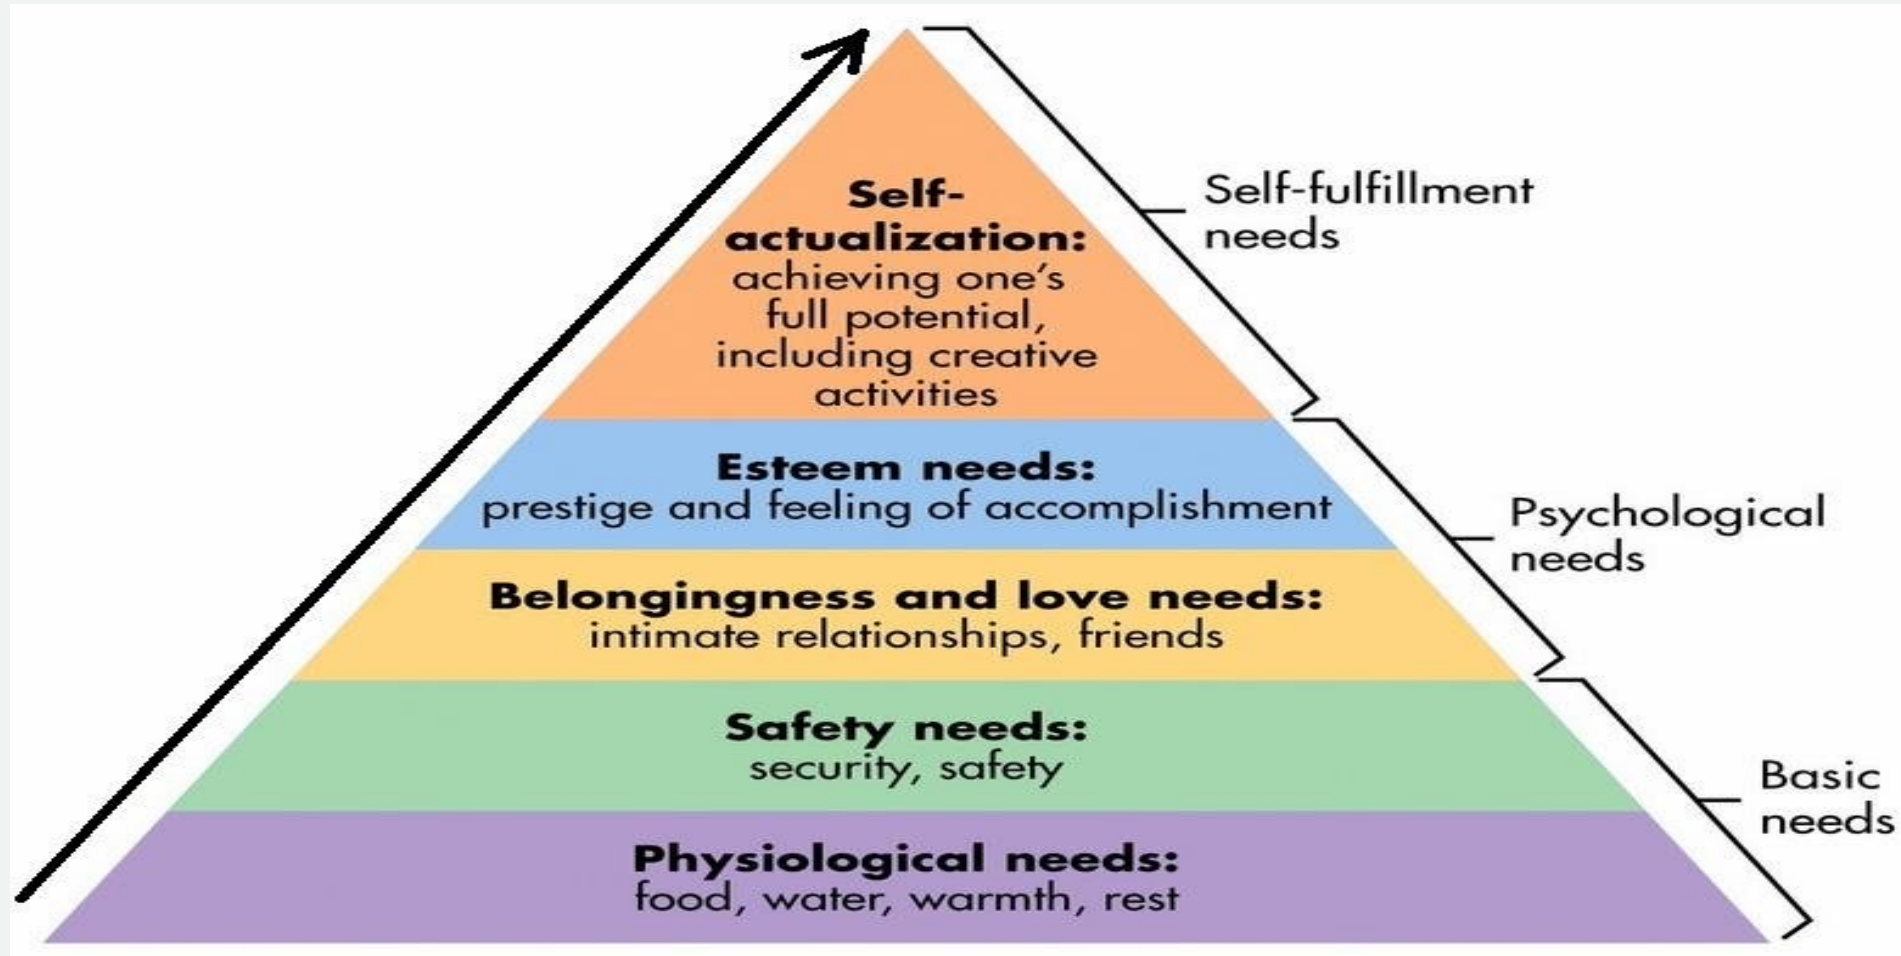 Self-
actualization:
achieving one's
full potential,
including creative
activities
Self-fulfillment
needs
Esteem needs:
prestige and feeling of accomplishment
Psychological
needs
Belongingness and love needs:
intimate relationships, friends
Safety needs:
security, safety
Basic
needs
Physiological needs:
food, water, warmth, rest